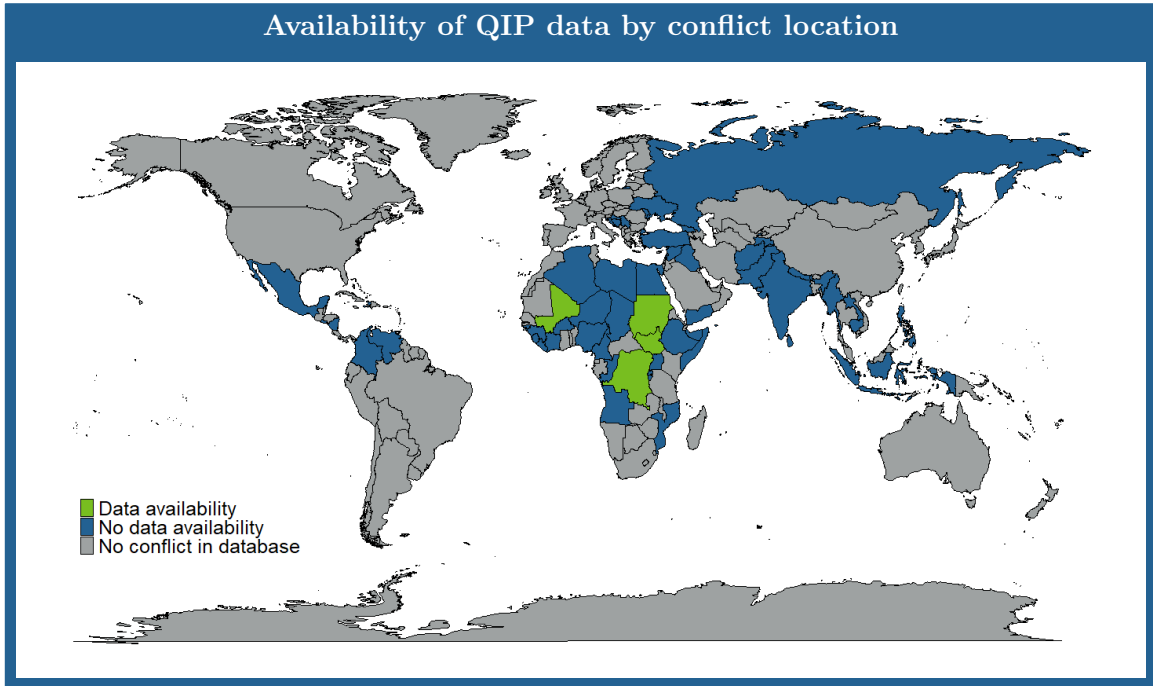 Availability of QIP data by conflict location
Data availability
No data availability
No conflict in database